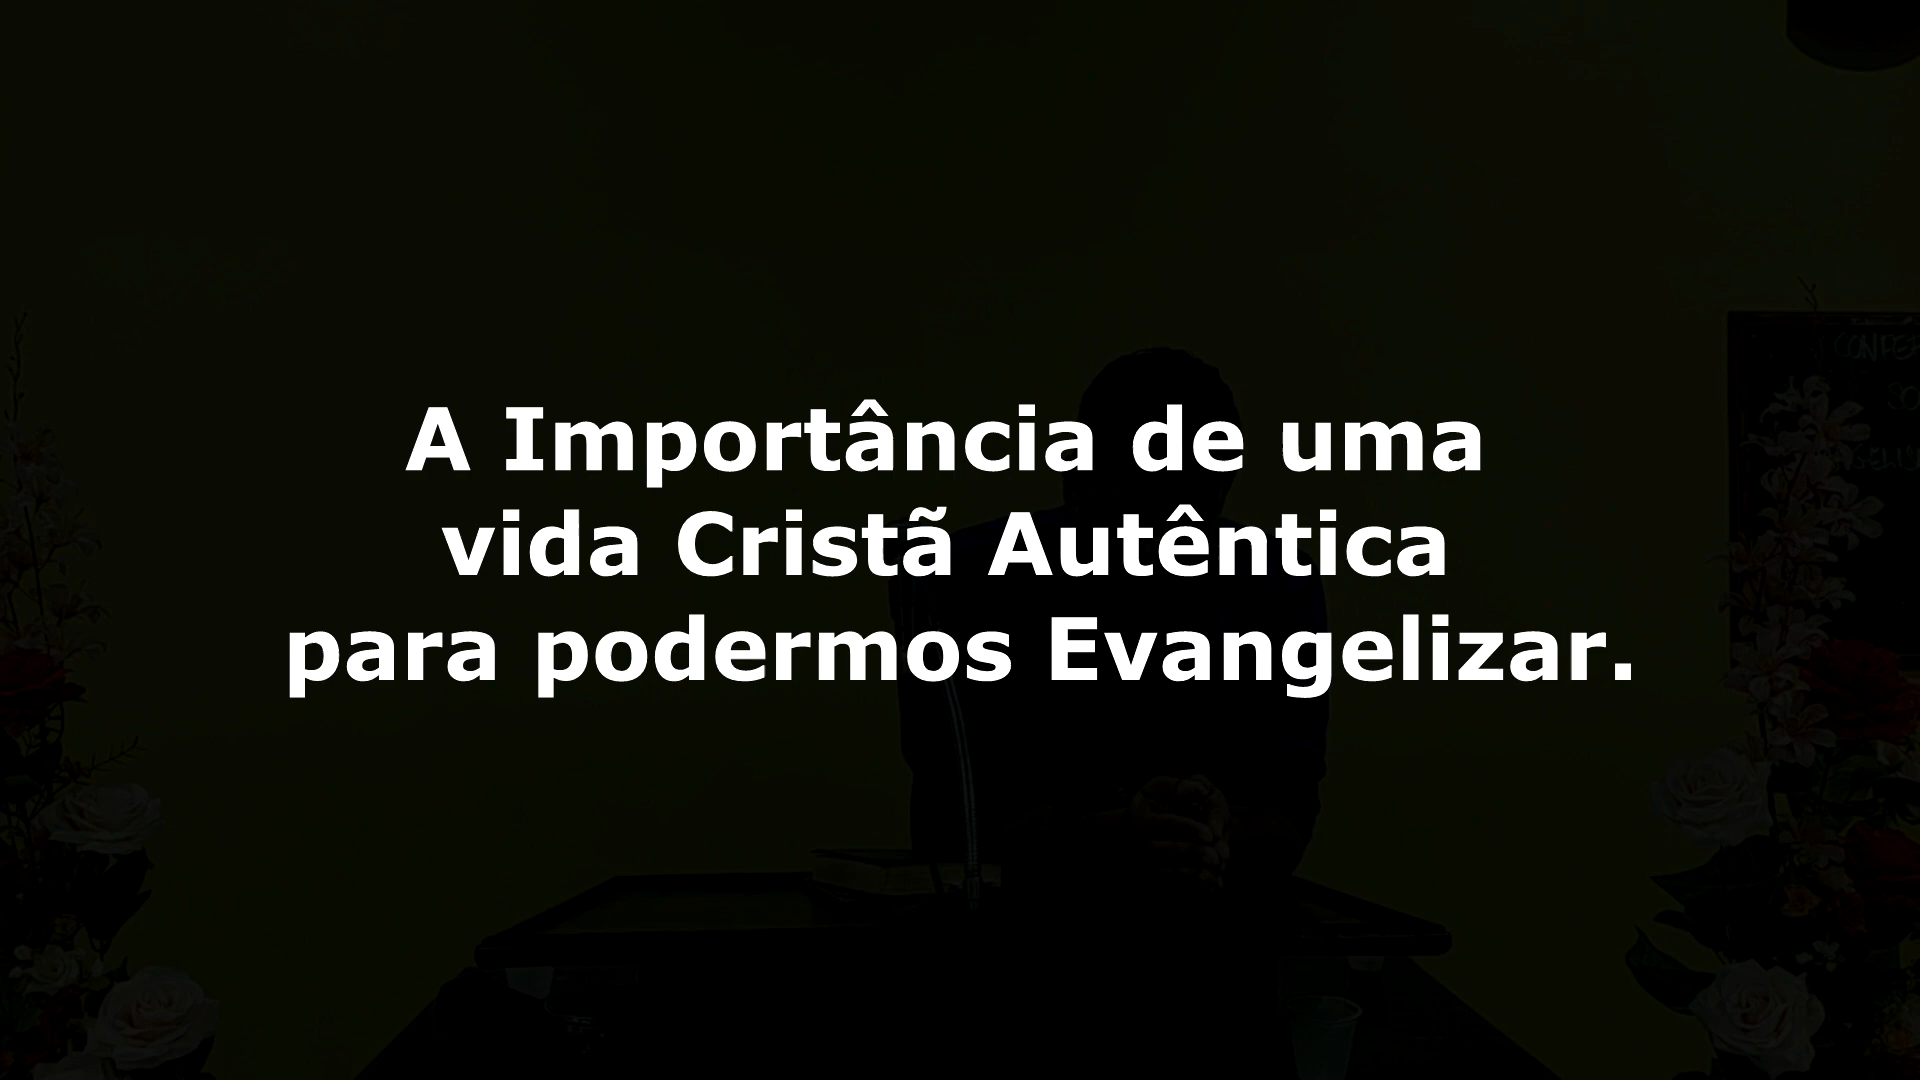 A Importância de uma
vida Cristã Autêntica
para podermos Evangelizar.